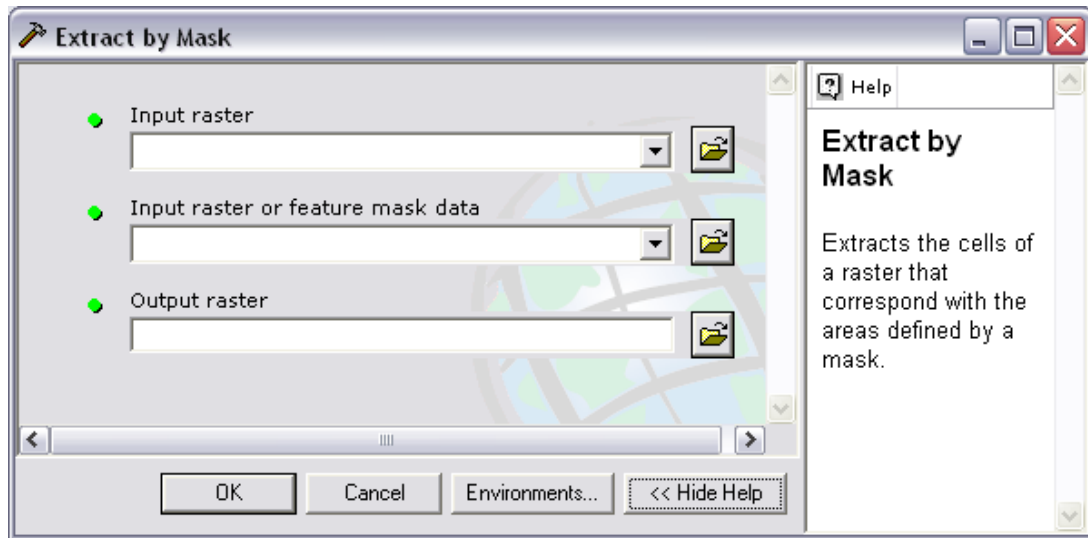 Extract by Mask
Input raster
Input raster or feature mask data
Output raster
OK
Cancel
Environments...
<< Hide Help
Help
Extract by
Mask
Extracts the cells of
a raster that
correspond with the
areas defined by a
mask.